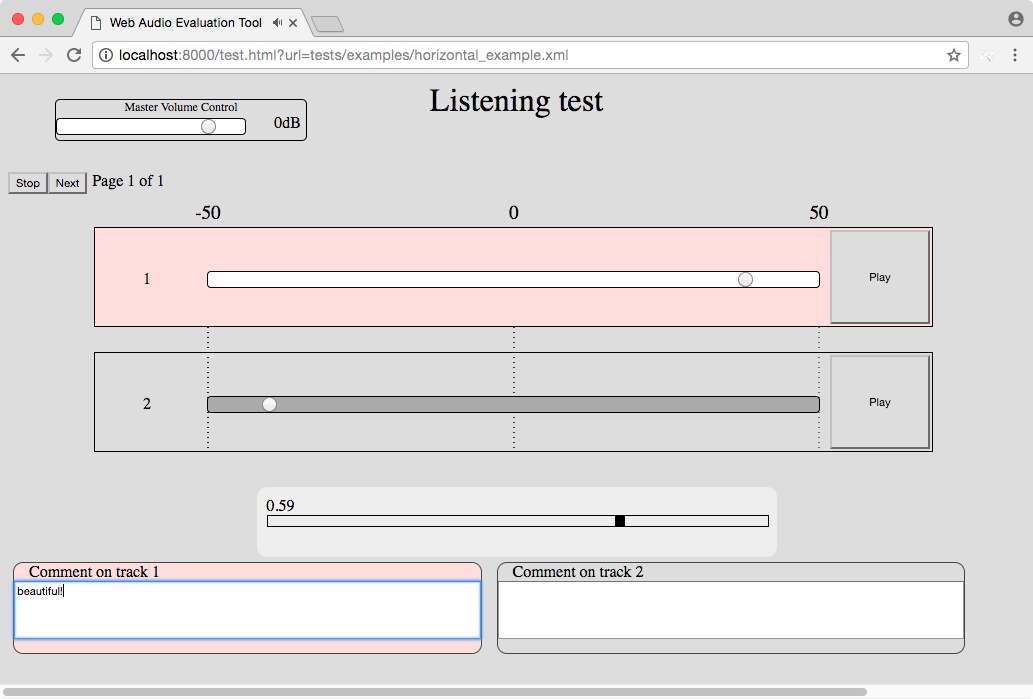 Web Audio Evaluation Tool
localhost:8000/test.html?url=tests/examples/horizontal_example.xml
Listening test
Master Volume Control
0dB
Stop Next Page 1 of 1
-50 0 50
1 Play
2 Play
0.59
Comment on track 1
beautiful!
Comment on track 2